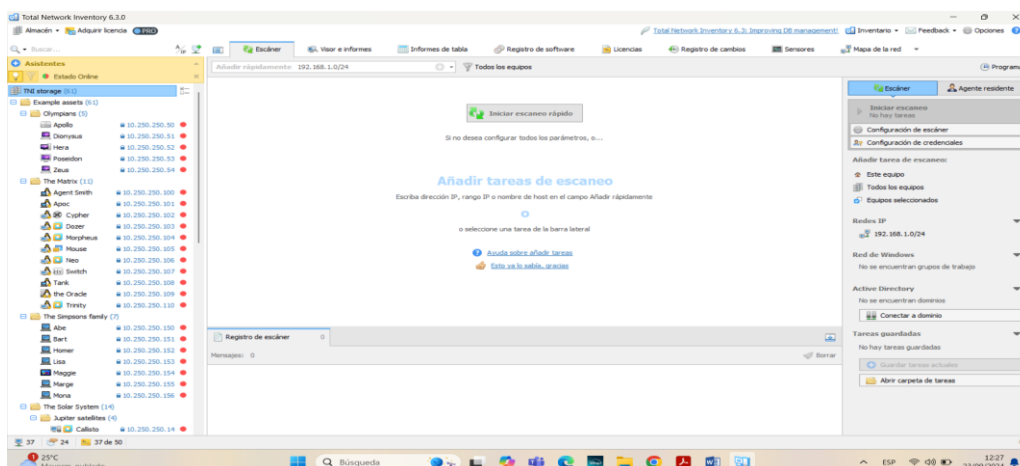 Total Network Inventory 6.3.0
Almacén Adquirir licencia PRO
Total Network Inventory 6.3: Improving DB management! Inventario Feedback Opciones
Buscar...
Escáner Visor e informes Informes de tabla Registro de software Licencias Registro de cambios Sensores Mapa de la red
Asistentes
Estado Online
Añadir rápidamente 192.168.1.0/24 Todos los equipos
TNI storage (61)
Example assets (61)
Olympians (5)
Apollo 10.250.250.50
Dionysus 10.250.250.51
Hera 10.250.250.52
Poseidon 10.250.250.53
Zeus 10.250.250.54
The Matrix (11)
Agent Smith 10.250.250.100
Apoc 10.250.250.101
Cypher 10.250.250.102
Dozer 10.250.250.103
Morpheus 10.250.250.104
Mouse 10.250.250.105
Neo 10.250.250.106
Switch 10.250.250.107
Tank 10.250.250.108
the Oracle 10.250.250.109
Trinity 10.250.250.110
The Simpsons family (7)
Abe 10.250.250.150
Bart 10.250.250.151
Homer 10.250.250.152
Lisa 10.250.250.153
Maggie 10.250.250.154
Marge 10.250.250.155
Mona 10.250.250.156
The Solar System (14)
Jupiter satellites (4)
Callisto 10.250.250.14
37 24 37 de 50
Iniciar escaneo rápido
Si no desea configurar todos los parámetros, o...
Añadir tareas de escaneo
Escriba dirección IP, rango IP o nombre de host en el campo Añadir rápidamente
o
o seleccione una tarea de la barra lateral
Ayuda sobre añadir tareas
Esto ya lo sabía, gracias
Registro de escáner 0
Mensajes: 0 Borrar
Program
Escáner Agente residente
Iniciar escaneo
No hay tareas
Configuración de escáner
Configuración de credenciales
Añadir tarea de escaneo:
Este equipo
Todos los equipos
Equipos seleccionados
Redes IP
192.168.1.0/24
Red de Windows
No se encuentran grupos de trabajo
Active Directory
No se encuentran dominios
Conectar a dominio
Tareas guardadas
No hay tareas guardadas
Guardar tareas actuales
Abrir carpeta de tareas
1
25°C
Búsqueda
ESP
12:27